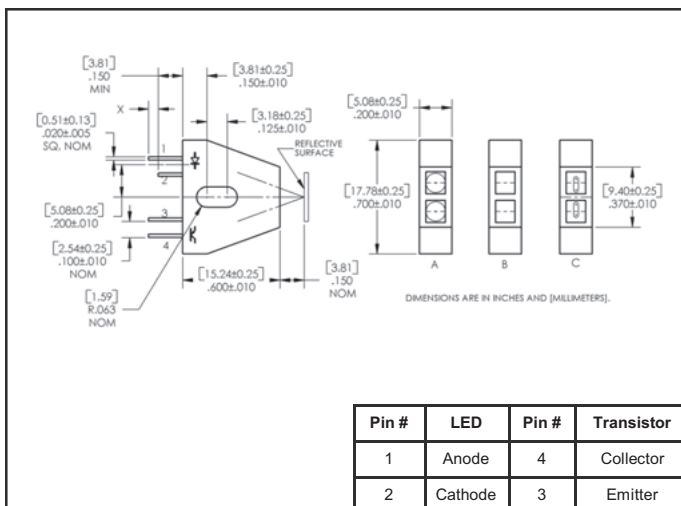 [3.81]
.150
MIN
[3.81±0.25]
.150±.010
X
[0.51±0.13]
.020±.005
SQ. NOM
[3.18±0.25]
.125±.010
REFLECTIVE
SURFACE
1
2
3
4
[5.08±0.25]
.200±.010
[2.54±0.25]
.100±.010
NOM
[1.59]
R.063
NOM
[15.24±0.25]
.600±.010
[3.81]
.150
NOM
[5.08±0.25]
.200±.010
[17.78±0.25]
.700±.010
[9.40±0.25]
.370±0.010
A B C
DIMENSIONS ARE IN INCHES AND [MILLIMETERS].
Pin # LED Pin # Transistor
1 Anode 4 Collector
2 Cathode 3 Emitter